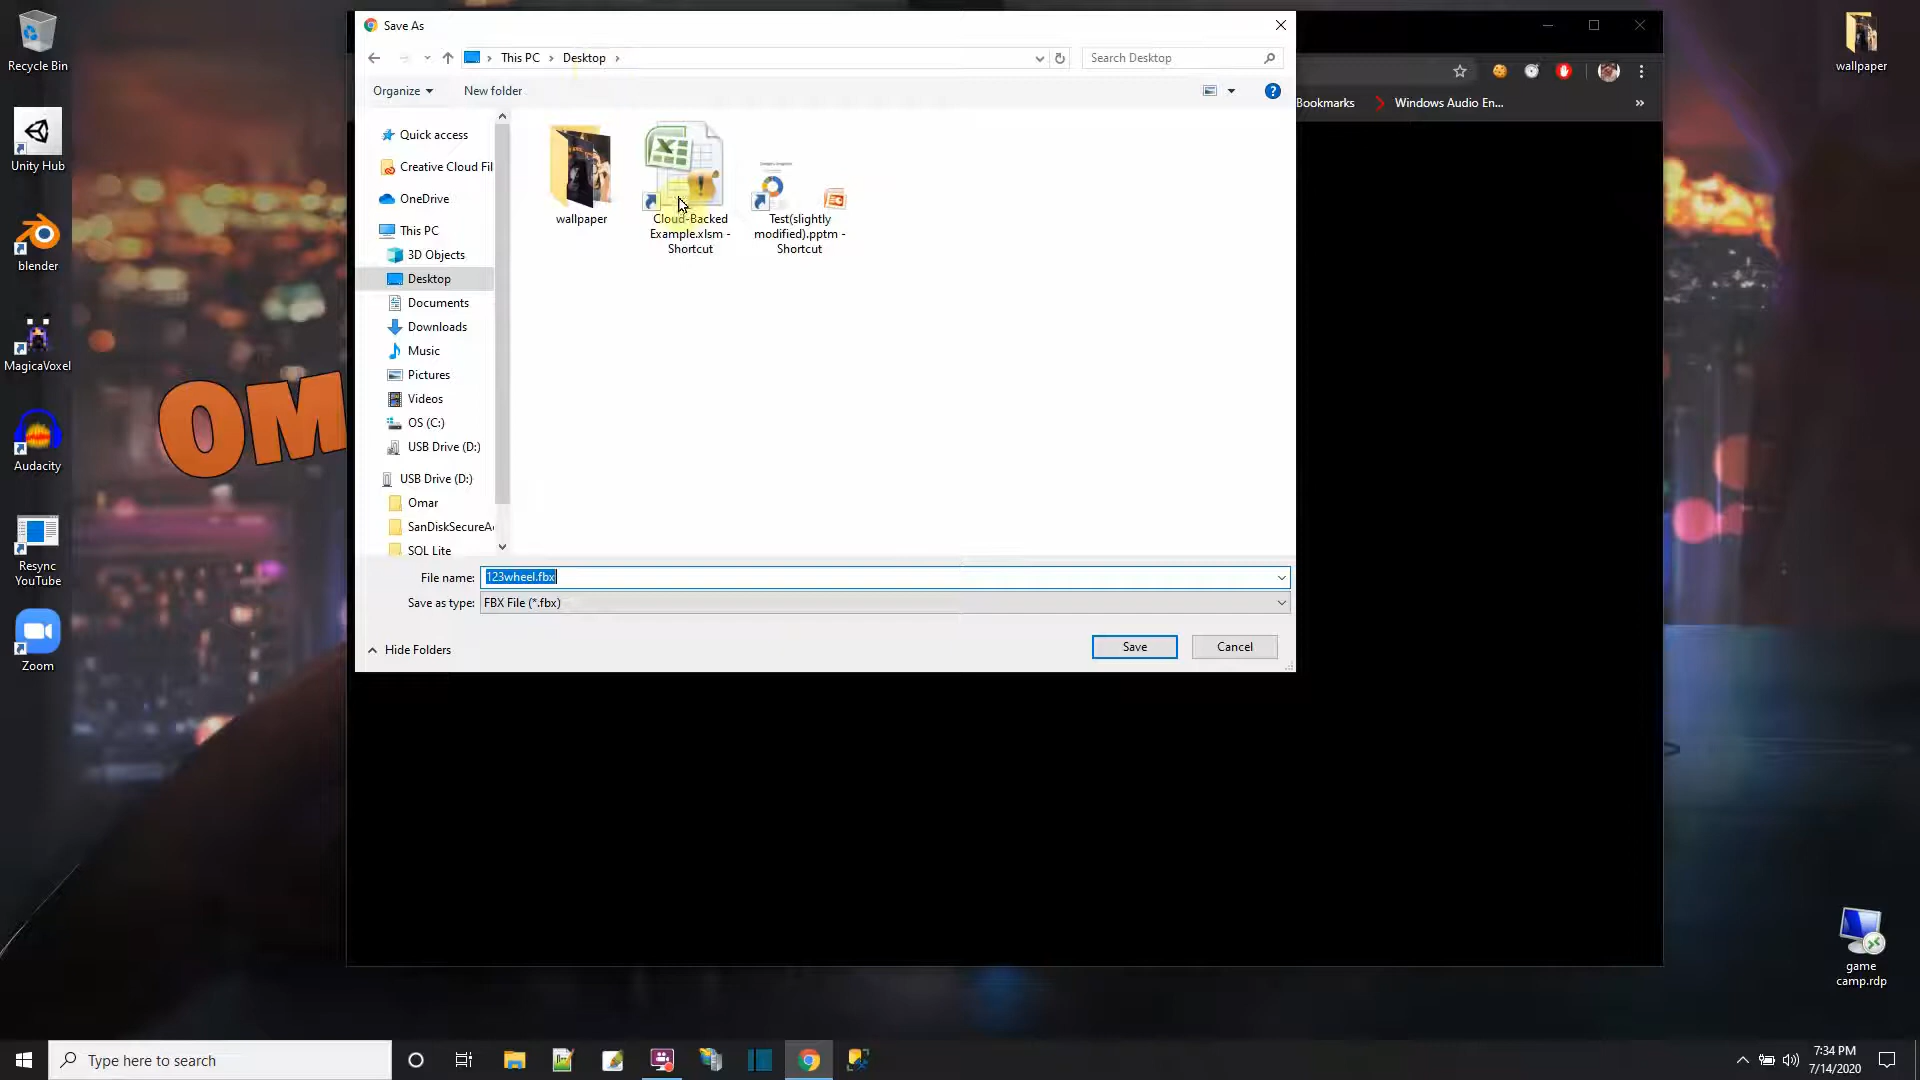 Recycle Bin
Unity Hub
blender
MagicaVoxel
Audacity
Resync
YouTube
Zoom
OM
Save As
This PC
Desktop
Search Desktop
Organize
New folder
Quick access
Creative Cloud Fil
OneDrive
This PC
3D Objects
Desktop
Documents
Downloads
Music
Pictures
Videos
OS (C:)
USB Drive (D:)
USB Drive (D:)
Omar
SanDiskSecureAc
SQL Lite
wallpaper
Cloud-Backed
Example.xlsm -
Shortcut
Test(slightly
modified).pptm -
Shortcut
File name: 123wheel.fbx
Save as type: FBX File (*.fbx)
Hide Folders
Save
Cancel
Bookmarks
Windows Audio En...
wallpaper
game
camp.rdp
Type here to search
7:34 PM
7/14/2020